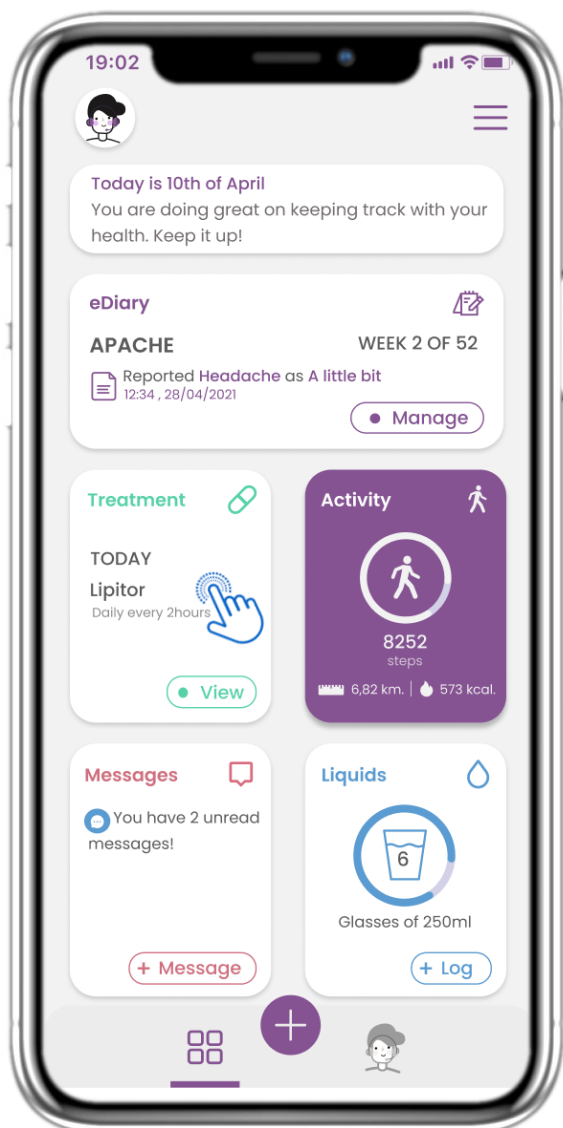 19:02
Today is 10th of April
You are doing great on keeping track with your
health. Keep it up!
eDiary
APACHE
WEEK 2 OF 52
Reported Headache as A little bit
12:34 , 28/04/2021
Manage
Treatment
TODAY
Lipitor
Daily every 2hours
View
Activity
8252
steps
6,82 km.
573 kcal.
Messages
You have 2 unread
messages!
+ Message
Liquids
6
Glasses of 250ml
+ Log